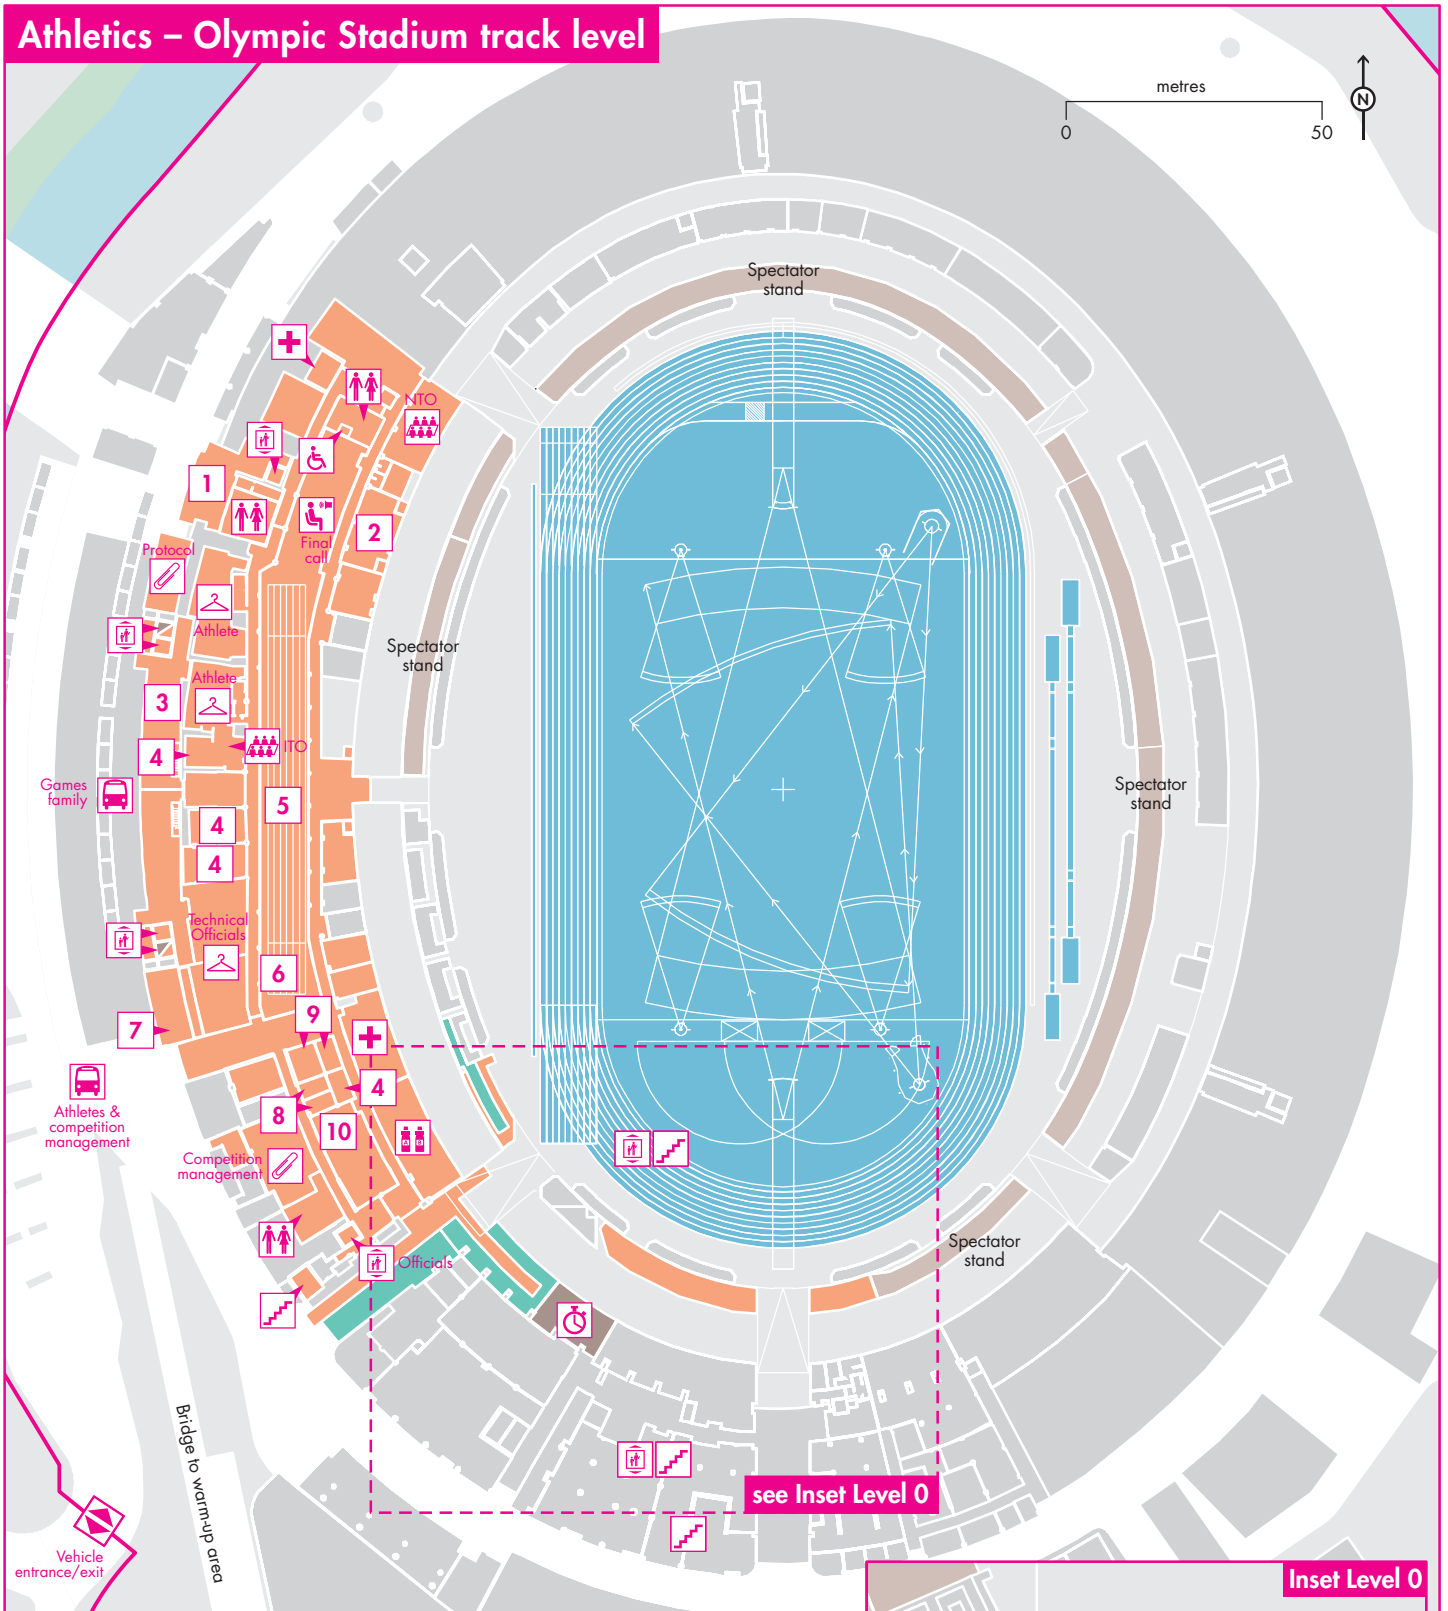 Athletics – Olympic Stadium track level
metres
0
50
N
Spectator
stand
NTO
1
2
Final
call
Protocol
Athlete
Spectator
stand
Athlete
3
4
ITO
Games
family
5
4
4
Spectator
stand
Technical
Officials
6
7
9
4
Athletes &
competition
management
8
10
A
B
Competition
management
Officials
Spectator
stand
Bridge to warm-up area
see Inset Level 0
Vehicle
entrance/exit
Inset Level 0